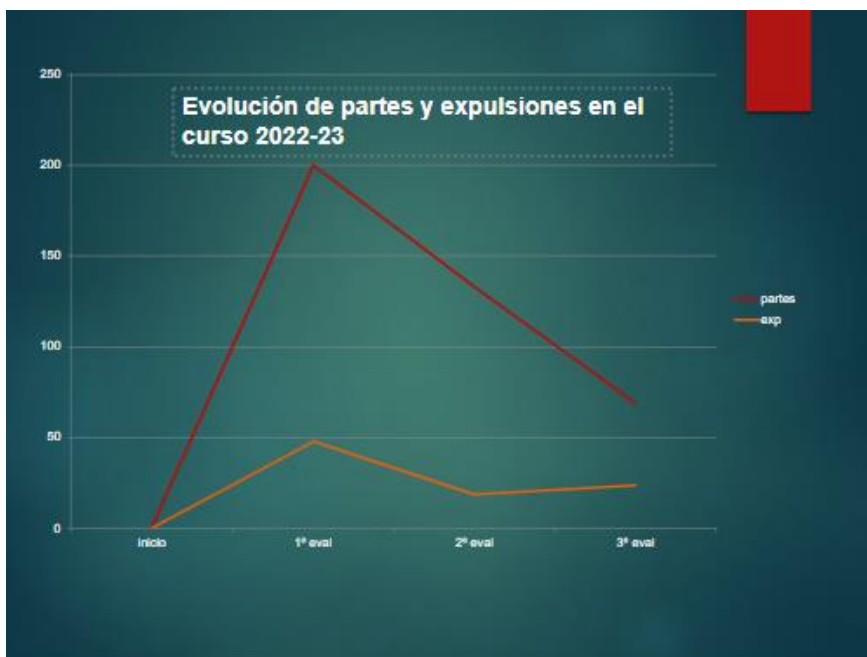 250
Evolución de partes y expulsiones en el
curso 2022-23
200
150
100
50
0
inicio
1ª eval
2ª eval
3ª eval
partes
exp